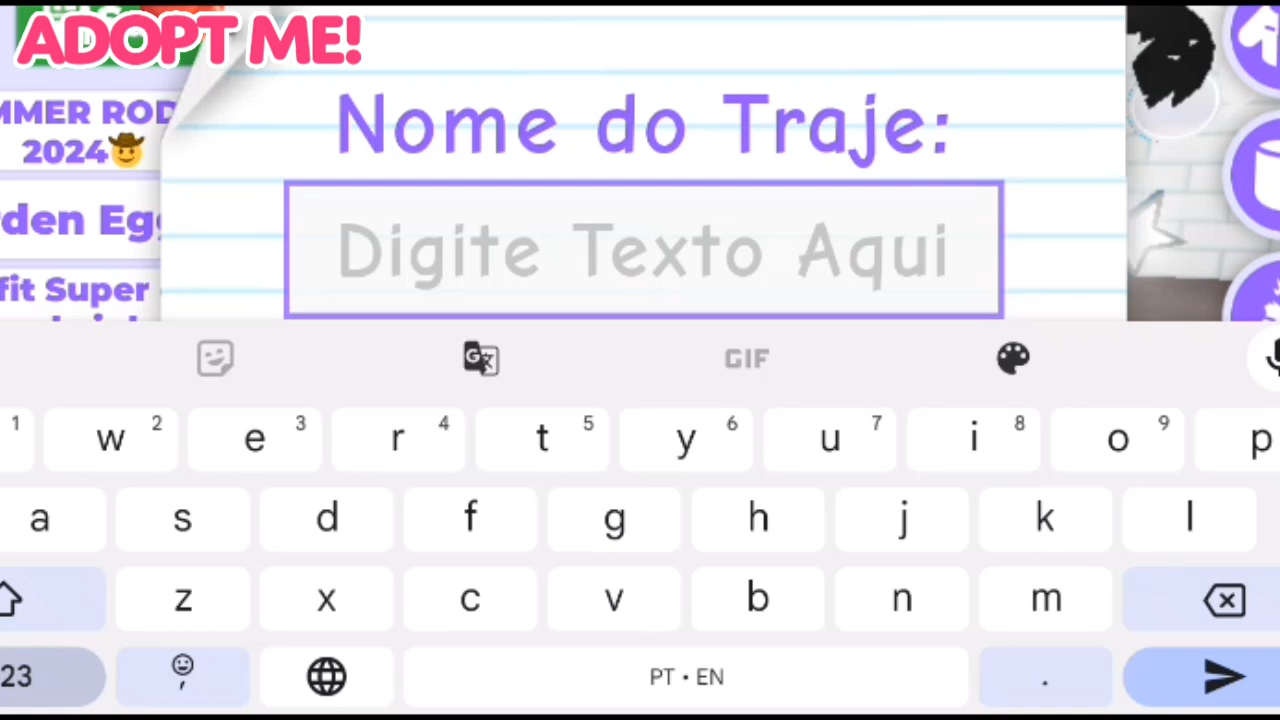 ADOPT ME!
MMER ROD
2024🤠
Nome do Traje:
rden Egg
Digite Texto Aqui
fit Super
GIF
1 w 2 e 3 r 4 t 5 y 6 u 7 i 8 o 9 p
a s d f g h j k l
z x c v b n m
23 , PT • EN .